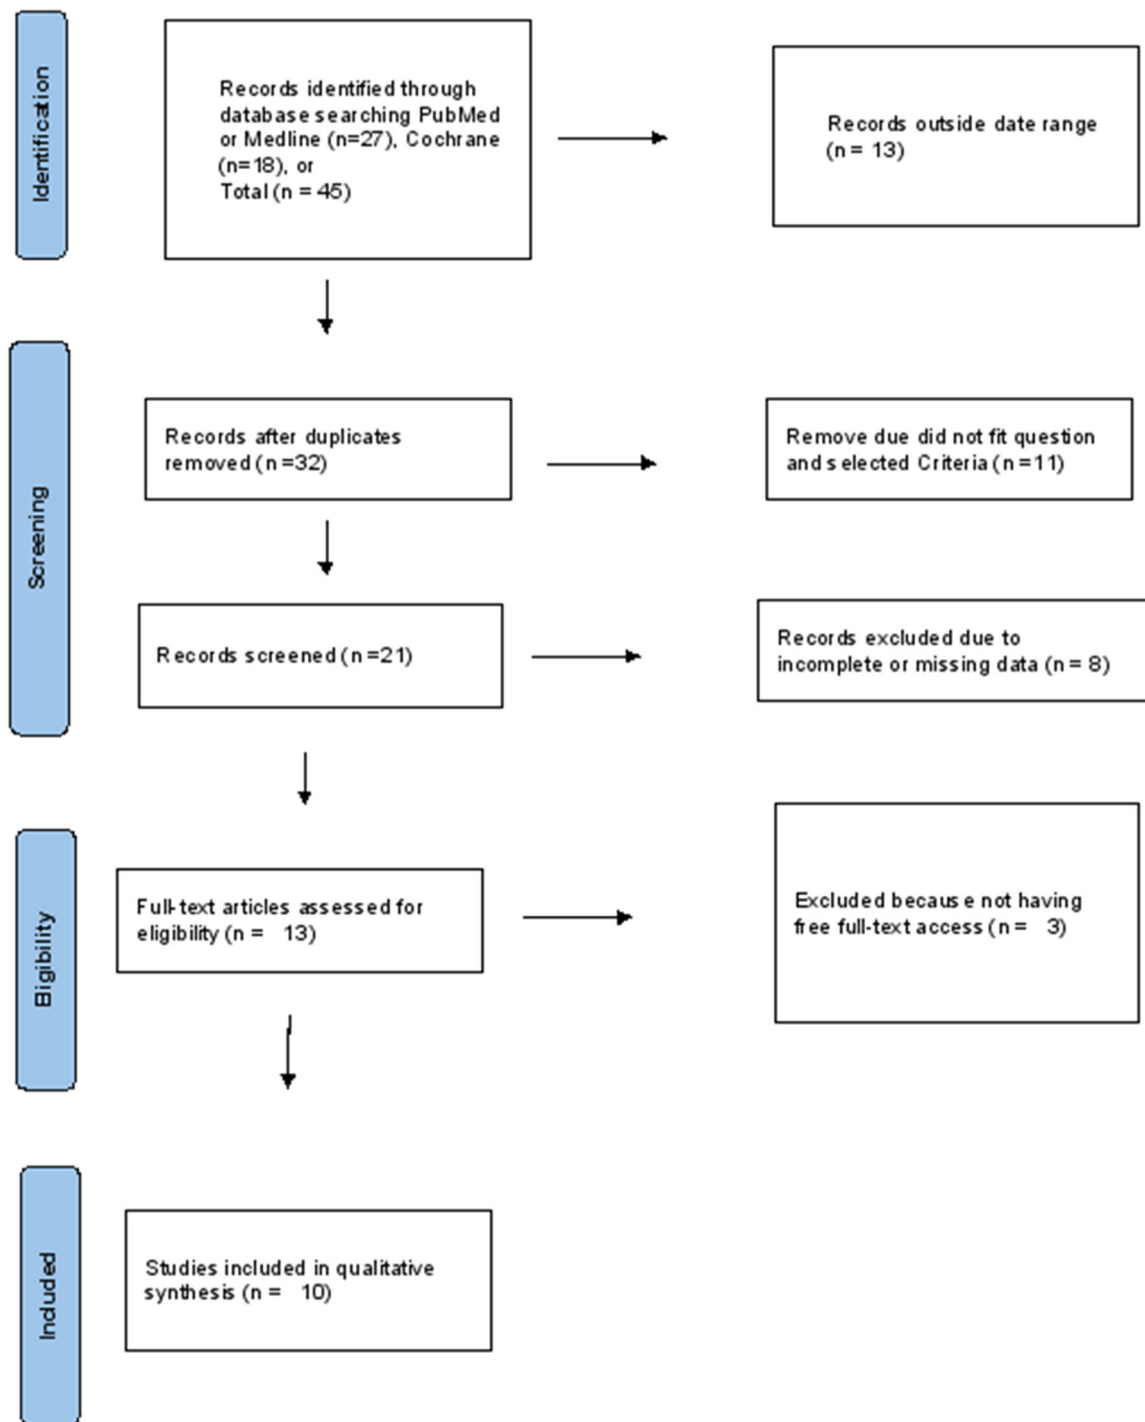 Identification
Records identified through
database searching PubMed
or Medline (n=27), Cochrane
(n=18), or
Total (n = 45)
Records outside date range
(n = 13)
Screening
Records after duplicates
removed (n =32)
Remove due did not fit question
and selected Criteria (n =11)
Records screened (n =21)
Records excluded due to
incomplete or missing data (n = 8)
Eligibility
Full-text articles assessed for
eligibility (n = 13)
Excluded because not having
free full-text access (n = 3)
Included
Studies included in qualitative
synthesis (n = 10)